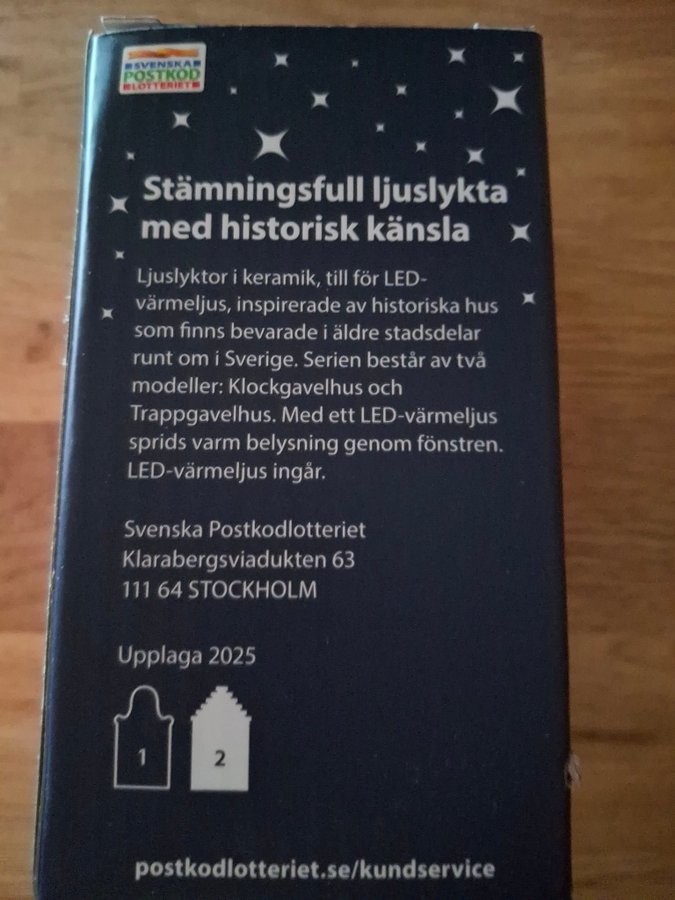 SVENSKA
POSTKOD
LOTTERIET
Stämningsfull ljuslykta
med historisk känsla
Ljuslyktor i keramik, till för LED-
värmeljus, inspirerade av historiska hus
som finns bevarade i äldre stadsdelar
runt om i Sverige. Serien består av två
modeller: Klockgavelhus och
Trappgavelhus. Med ett LED-värmeljus
sprids varm belysning genom fönstren.
LED-värmeljus ingår.
Svenska Postkodlotteriet
Klarabergsviadukten 63
111 64 STOCKHOLM
Upplaga 2025
1 2
postkodlotteriet.se/kundservice